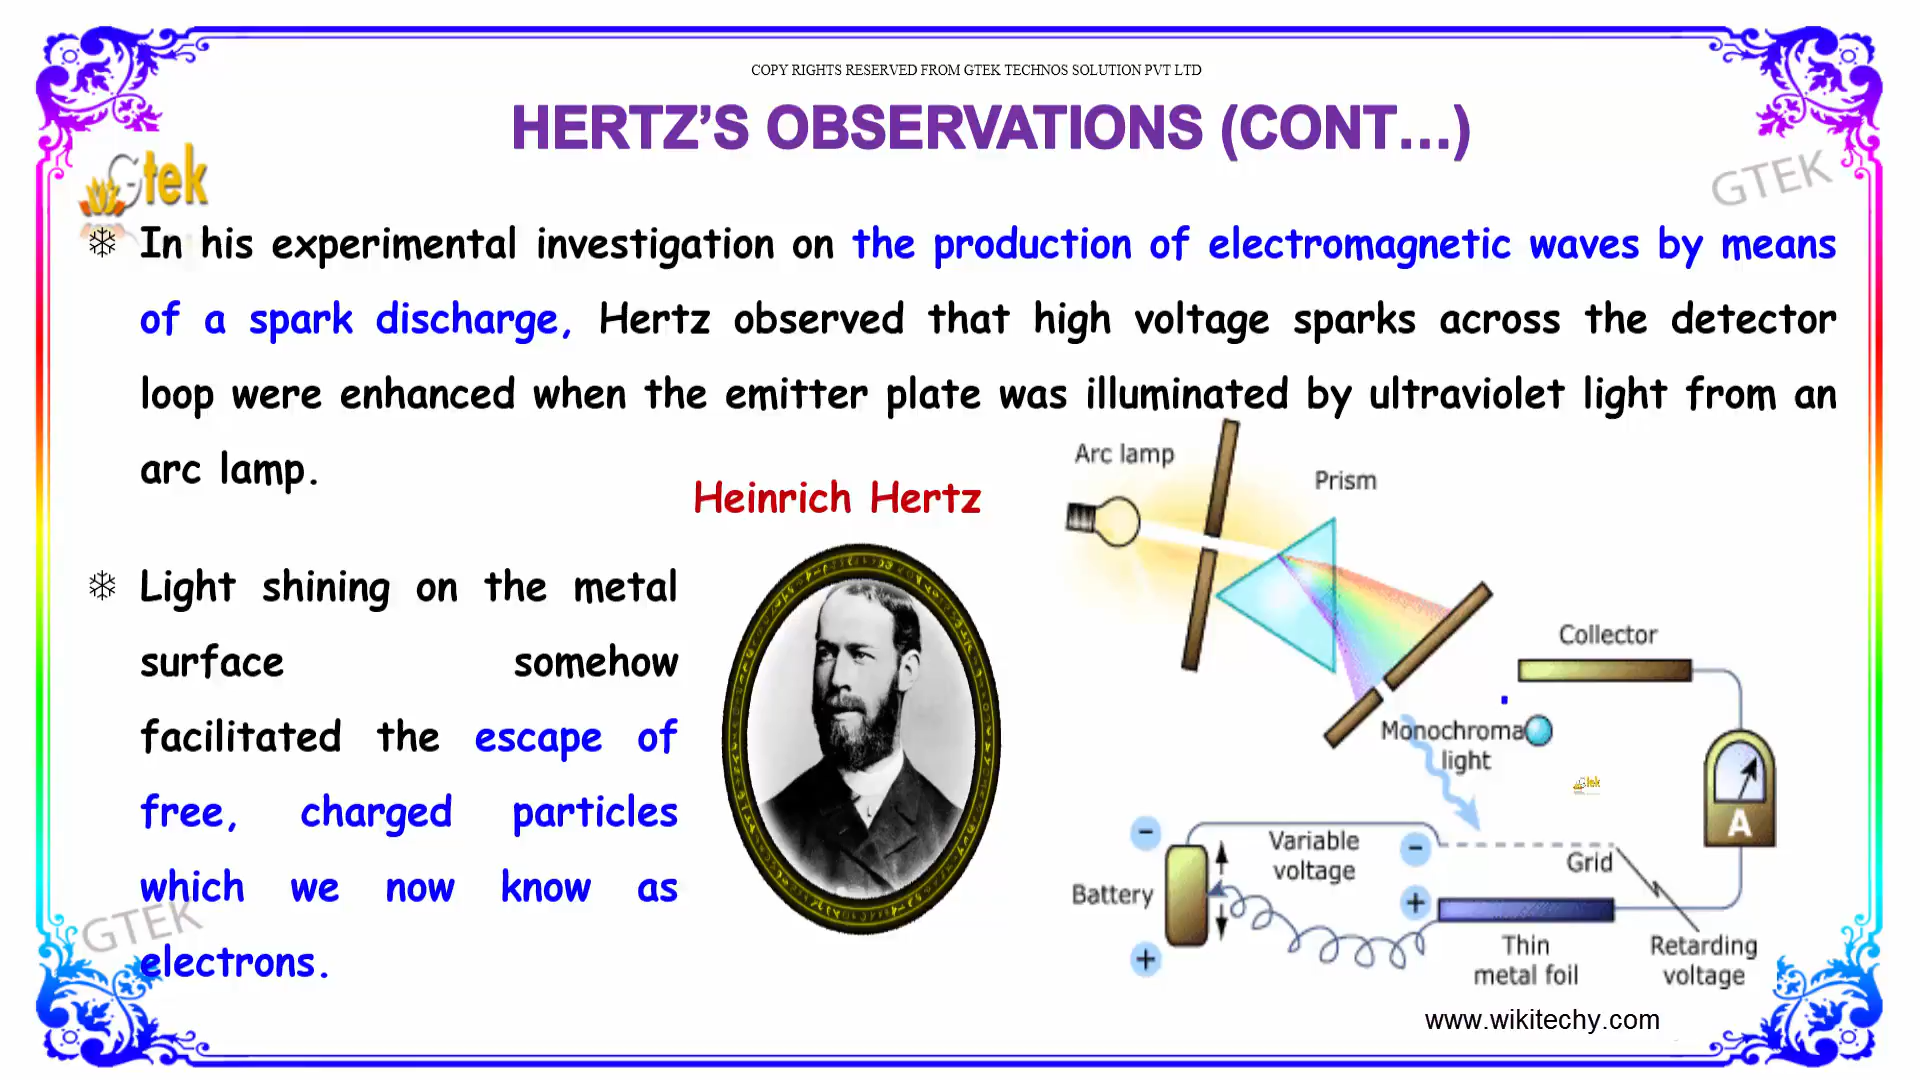 COPY RIGHTS RESERVED FROM GTEK TECHNOS SOLUTION PVT LTD
HERTZ’S OBSERVATIONS (CONT...)
Gtek
GTEK
In his experimental investigation on the production of electromagnetic waves by means
of a spark discharge, Hertz observed that high voltage sparks across the detector
loop were enhanced when the emitter plate was illuminated by ultraviolet light from an
arc lamp.
Heinrich Hertz
Light shining on the metal
surface somehow
facilitated the escape of
free, charged particles
which we now know as
electrons.
GTEK
Arc lamp
Prism
Collector
Monochroma
light
Gtek
A
−
Variable
voltage
−
Grid
Battery
+
+
Thin
metal foil
Retarding
voltage
www.wikitechy.com